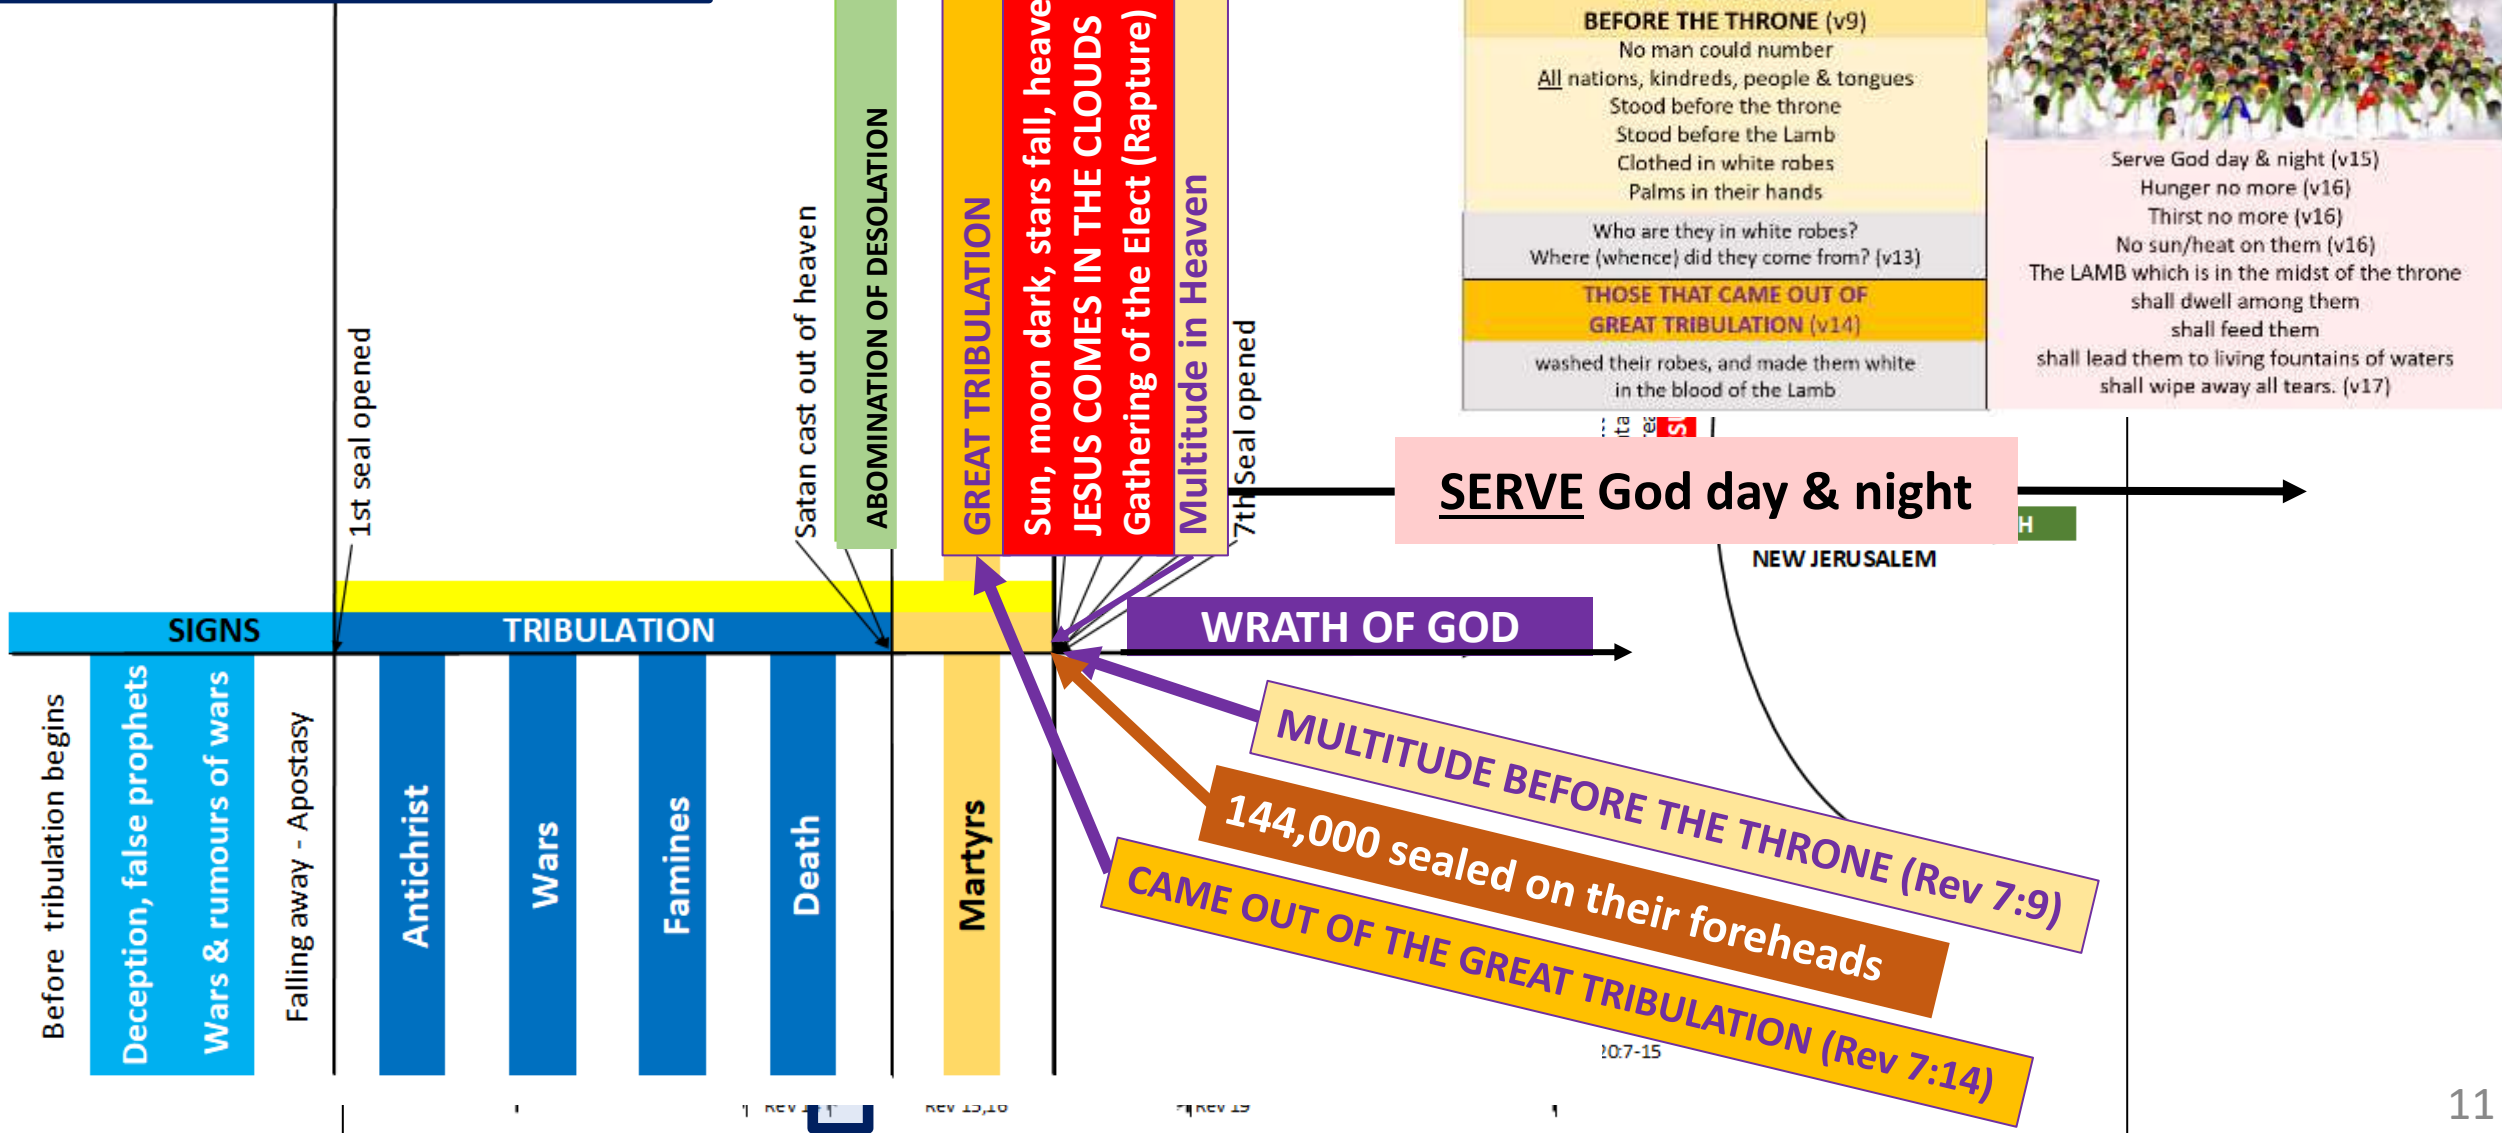 BEFORE THE THRONE (v9)
No man could number
All nations, kindreds, people & tongues
Stood before the throne
Stood before the Lamb
Clothed in white robes
Palms in their hands
Who are they in white robes?
Where (whence) did they come from? (v13)
THOSE THAT CAME OUT OF
GREAT TRIBULATION (v14)
washed their robes, and made them white
in the blood of the Lamb
Serve God day & night (v15)
Hunger no more (v16)
Thirst no more (v16)
No sun/heat on them (v16)
The LAMB which is in the midst of the throne
shall dwell among them
shall feed them
shall lead them to living fountains of waters
shall wipe away all tears. (v17)
1st seal opened
Satan cast out of heaven
ABOMINATION OF DESOLATION
GREAT TRIBULATION
Sun, moon dark, stars fall, heave
JESUS COMES IN THE CLOUDS
Gathering of the Elect (Rapture)
Multitude in Heaven
7th Seal opened
SERVE God day & night
H
NEW JERUSALEM
SIGNS
TRIBULATION
WRATH OF GOD
Before tribulation begins
Deception, false prophets
Wars & rumours of wars
Falling away - Apostasy
Antichrist
Wars
Famines
Death
Martyrs
MULTITUDE BEFORE THE THRONE (Rev 7:9)
144,000 sealed on their foreheads
CAME OUT OF THE GREAT TRIBULATION (Rev 7:14)
20:7-15
Rev 15,16
Rev 19
11